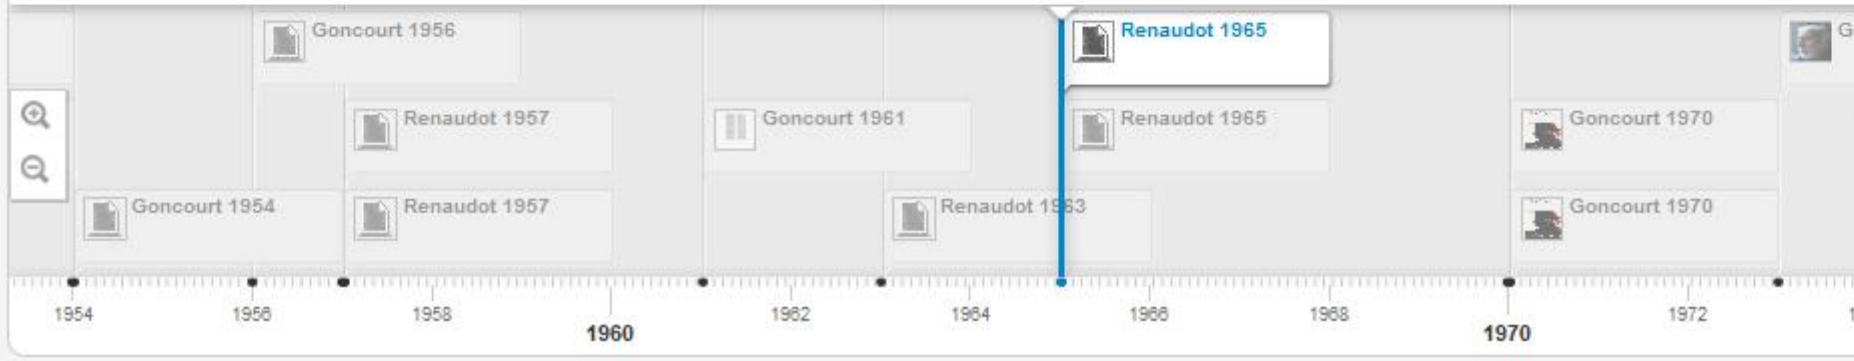 Goncourt 1956
Renaudot 1965
G
Renaudot 1957
Goncourt 1961
Renaudot 1965
Goncourt 1970
Goncourt 1954
Renaudot 1957
Renaudot 1963
Goncourt 1970
1954 1956 1958 1960 1962 1964 1966 1968 1970 1972 1